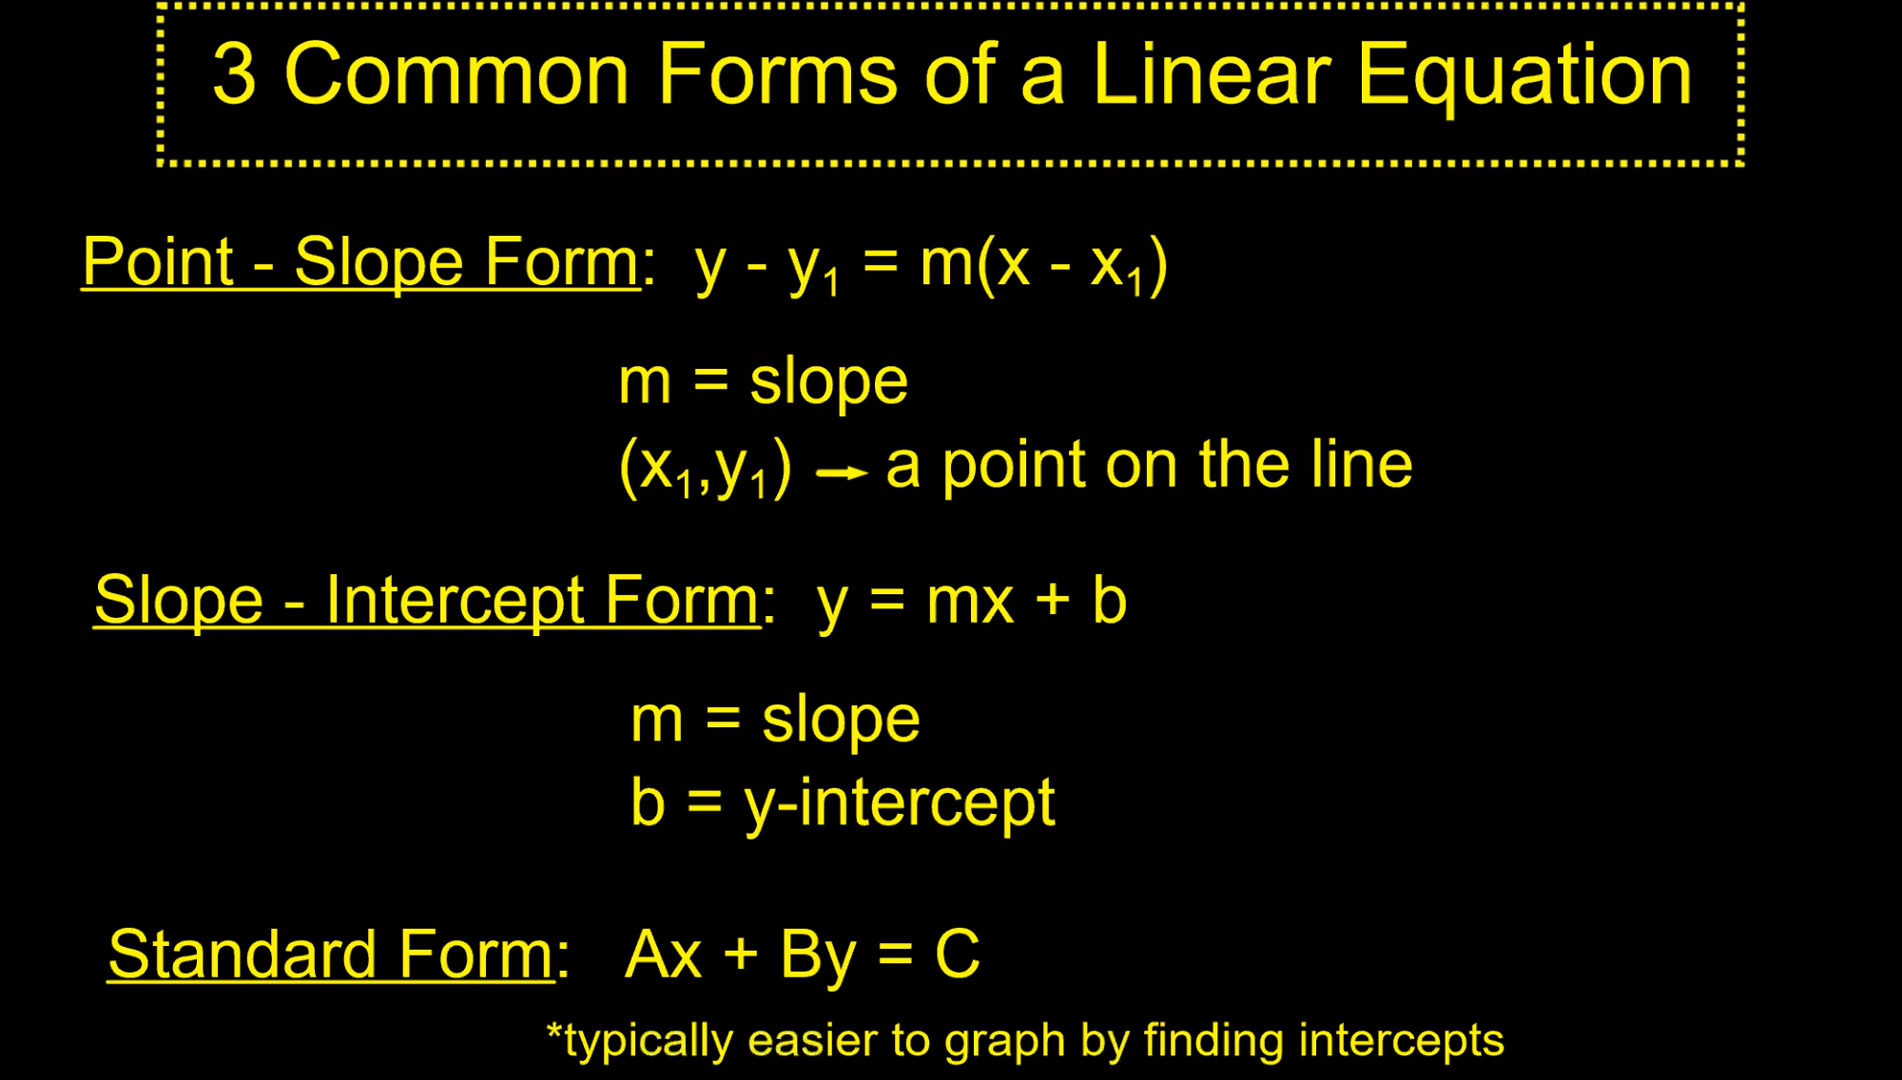 3 Common Forms of a Linear Equation
Point - Slope Form: y - y₁ = m(x - x₁)
m = slope
(x₁,y₁) → a point on the line
Slope - Intercept Form: y = mx + b
m = slope
b = y-intercept
Standard Form: Ax + By = C
*typically easier to graph by finding intercepts